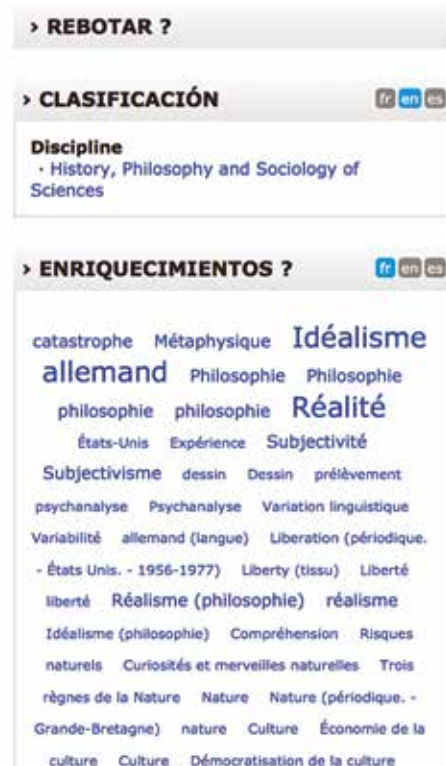 › REBOTAR ?
› CLASIFICACIÓN fr en es
Discipline
· History, Philosophy and Sociology of
Sciences
› ENRIQUECIMIENTOS ? fr en es
catastrophe Métaphysique Idéalisme
allemand Philosophie Philosophie
philosophie philosophie Réalité
États-Unis Expérience Subjectivité
Subjectivisme dessin Dessin prélèvement
psychanalyse Psychanalyse Variation linguistique
Variabilité allemand (langue) Liberation (périodique.
- États Unis. - 1956-1977) Liberty (tissu) Liberté
liberté Réalisme (philosophie) réalisme
Idéalisme (philosophie) Compréhension Risques
naturels Curiosités et merveilles naturelles Trois
règnes de la Nature Nature Nature (périodique. -
Grande-Bretagne) nature Culture Économie de la
culture Culture Démocratisation de la culture